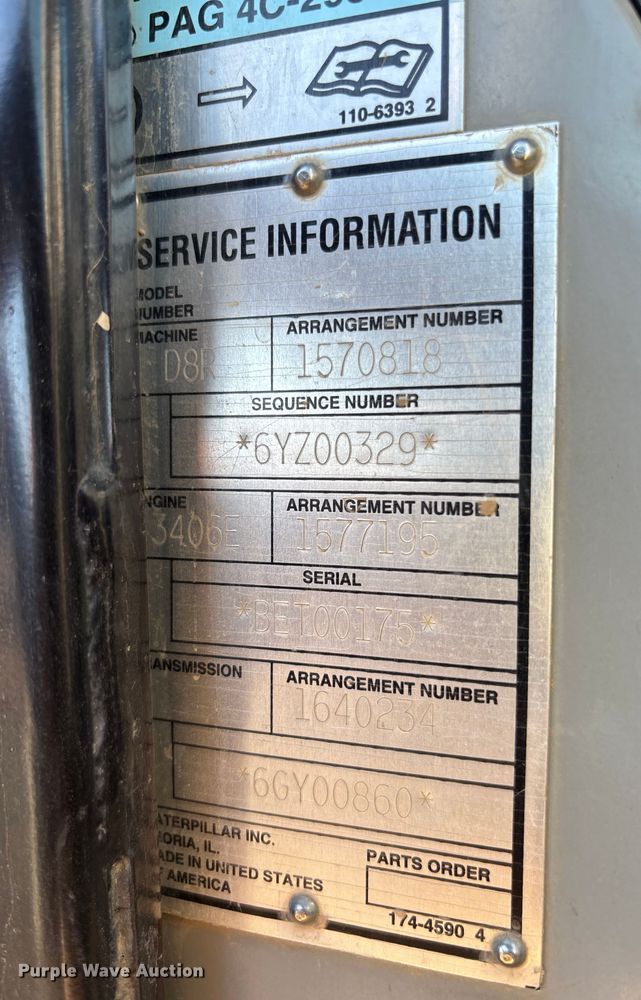 PAG 4C-29
110-6393 2
SERVICE INFORMATION
MODEL
NUMBER
MACHINE
ARRANGEMENT NUMBER
D8R
1570818
SEQUENCE NUMBER
*6YZ00329*
ENGINE
ARRANGEMENT NUMBER
3406E
1577195
SERIAL
*BET00175*
TRANSMISSION
ARRANGEMENT NUMBER
1640234
*6GY00860*
CATERPILLAR INC.
PEORIA, IL.
MADE IN UNITED STATES
OF AMERICA
PARTS ORDER
174-4590 4
Purple Wave Auction